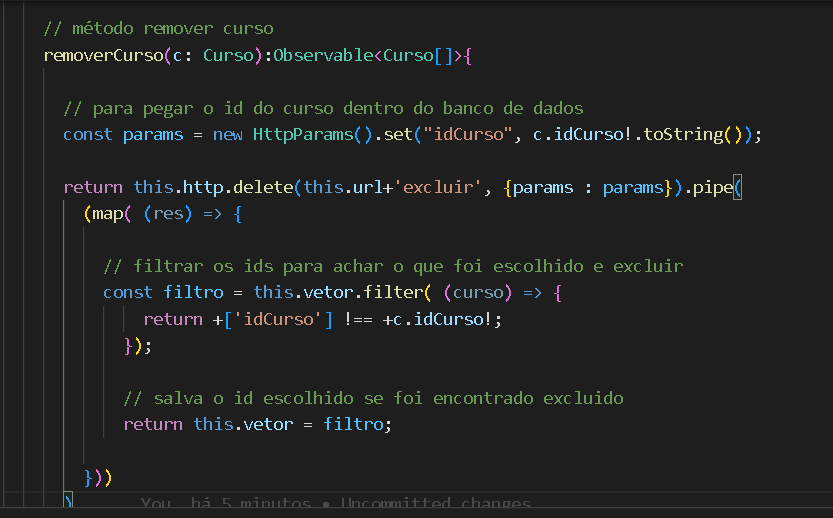 // método remover curso
removerCurso(c: Curso):Observable<Curso[]>{
// para pegar o id do curso dentro do banco de dados
const params = new HttpParams().set("idCurso", c.idCurso!.toString());
return this.http.delete(this.url+'excluir', {params : params}).pipe(
(map( (res) => {
// filtrar os ids para achar o que foi escolhido e excluir
const filtro = this.vetor.filter( (curso) => {
return +['idCurso'] !== +c.idCurso!;
});
// salva o id escolhido se foi encontrado excluido
return this.vetor = filtro;
}))
) You, há 5 minutos • Uncommitted changes